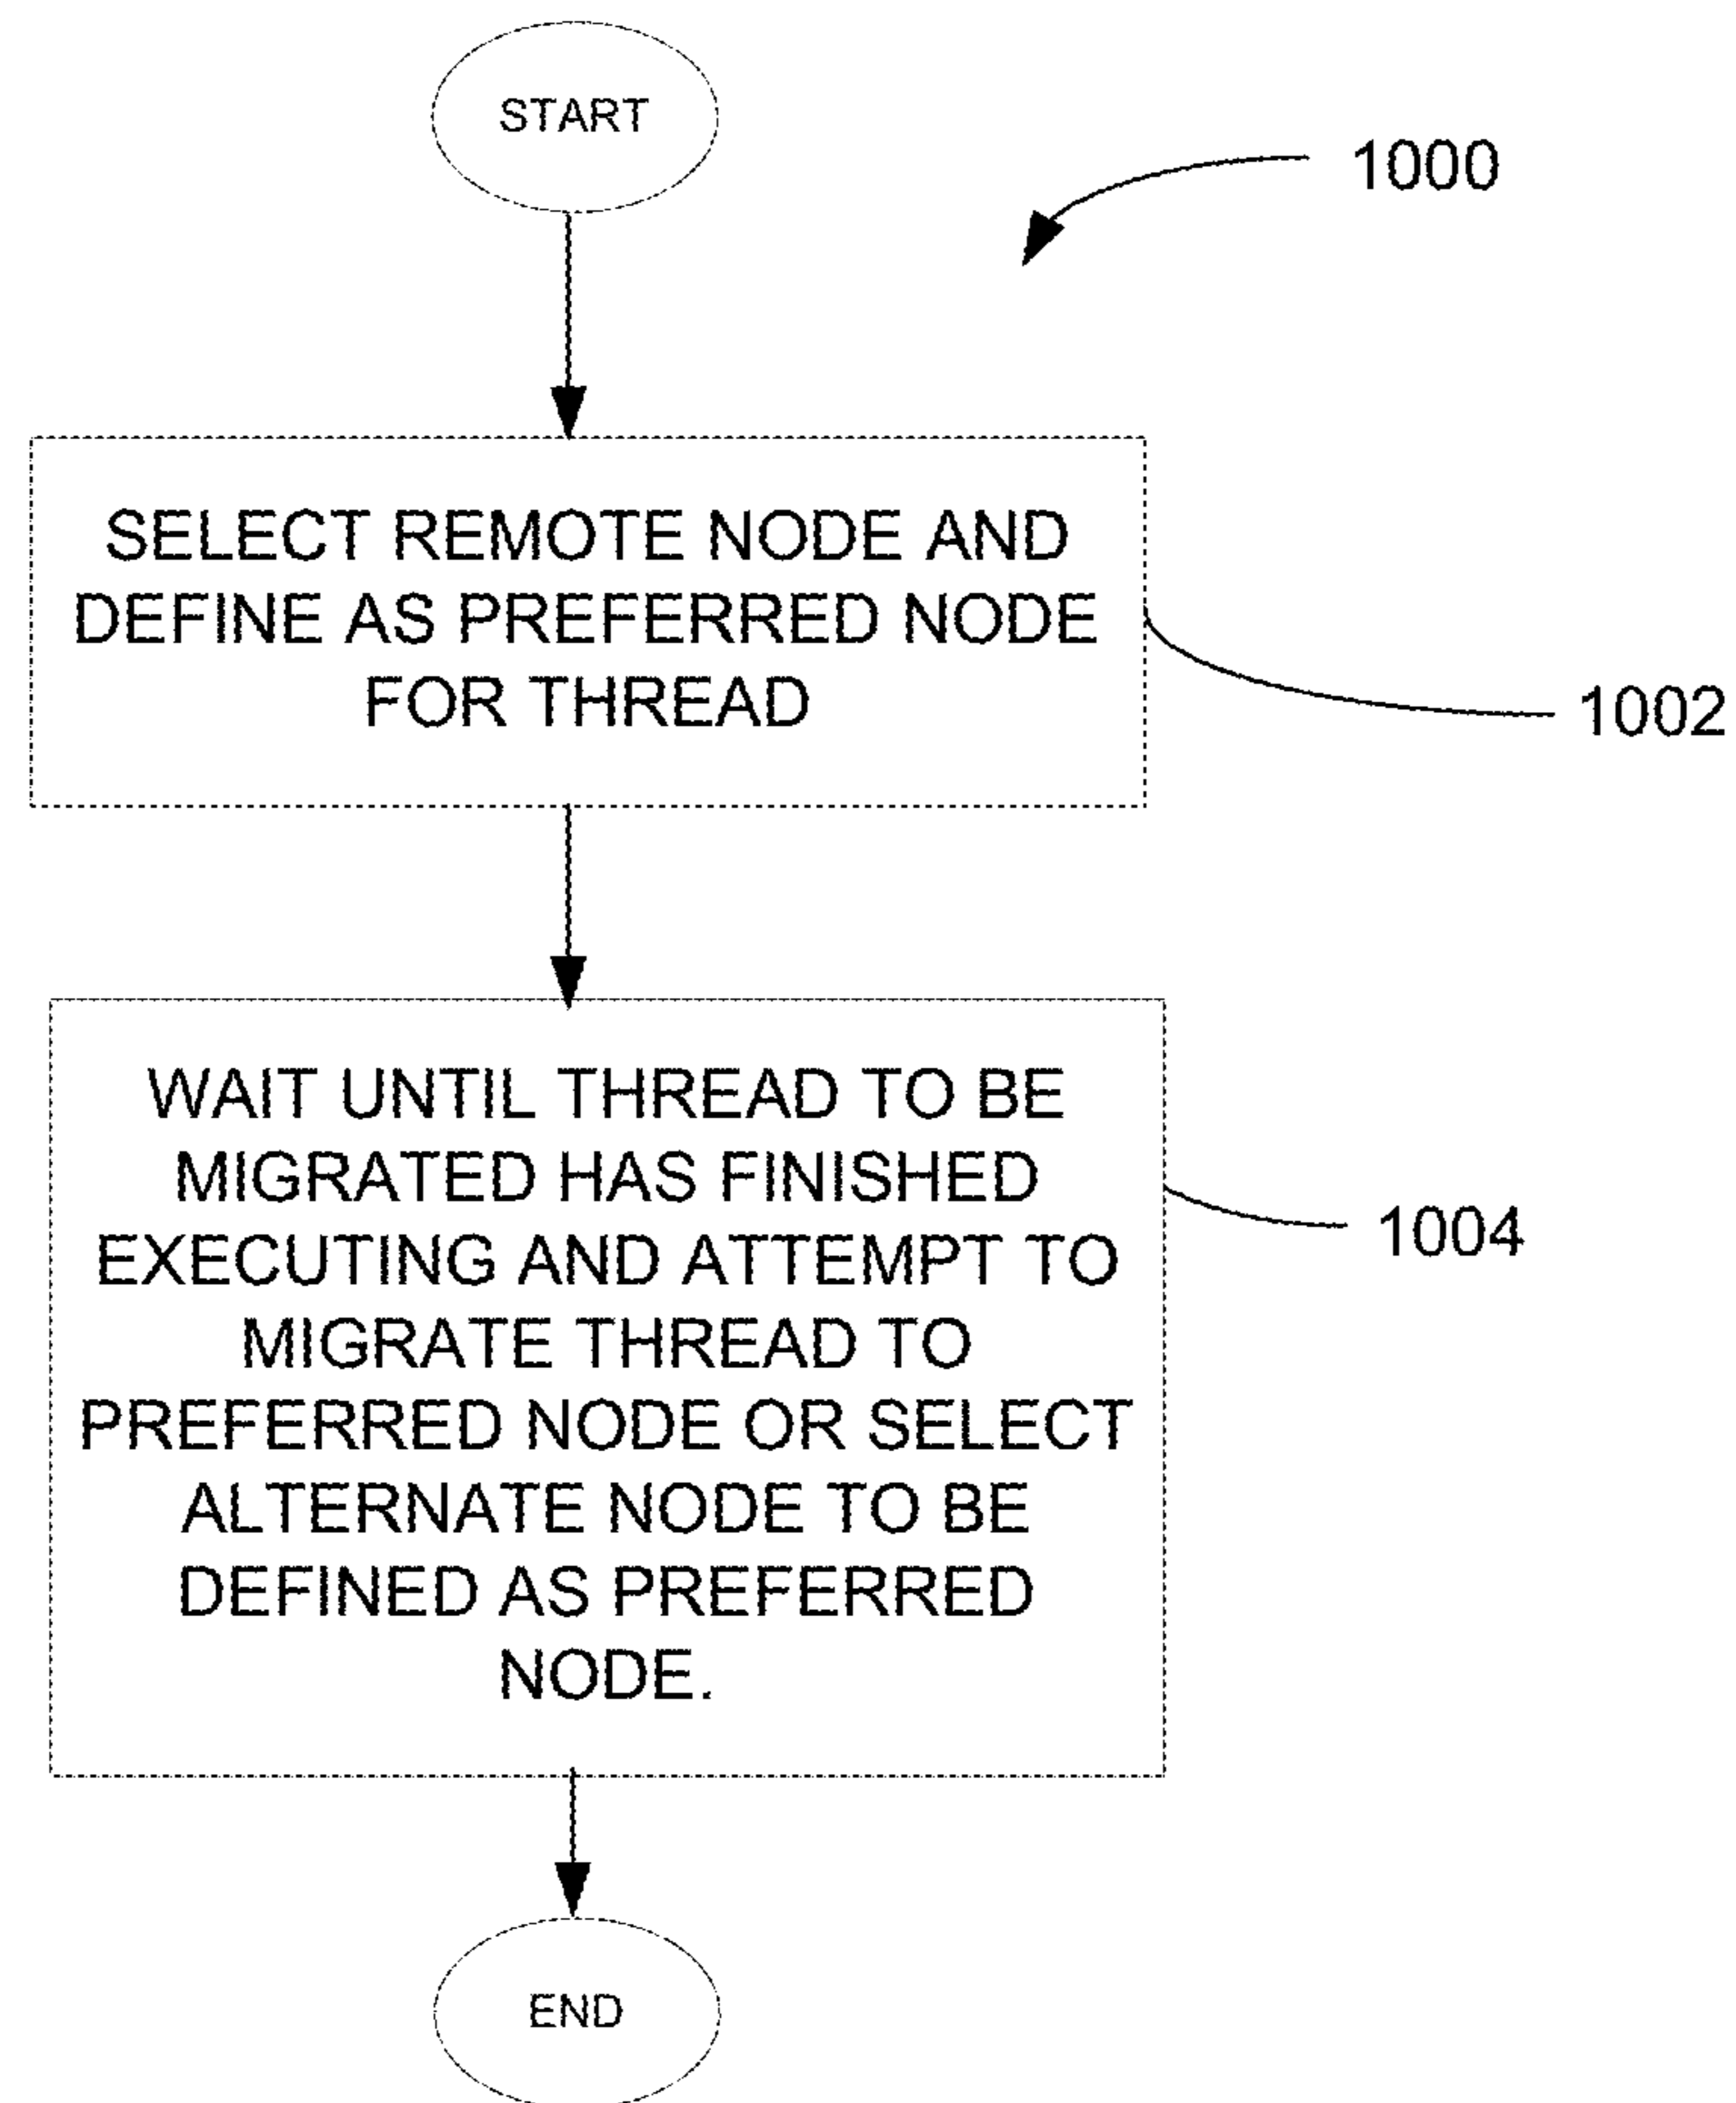 START
1000
SELECT REMOTE NODE AND
DEFINE AS PREFERRED NODE
FOR THREAD
1002
WAIT UNTIL THREAD TO BE
MIGRATED HAS FINISHED
EXECUTING AND ATTEMPT TO
MIGRATE THREAD TO
PREFERRED NODE OR SELECT
ALTERNATE NODE TO BE
DEFINED AS PREFERRED
NODE.
1004
END